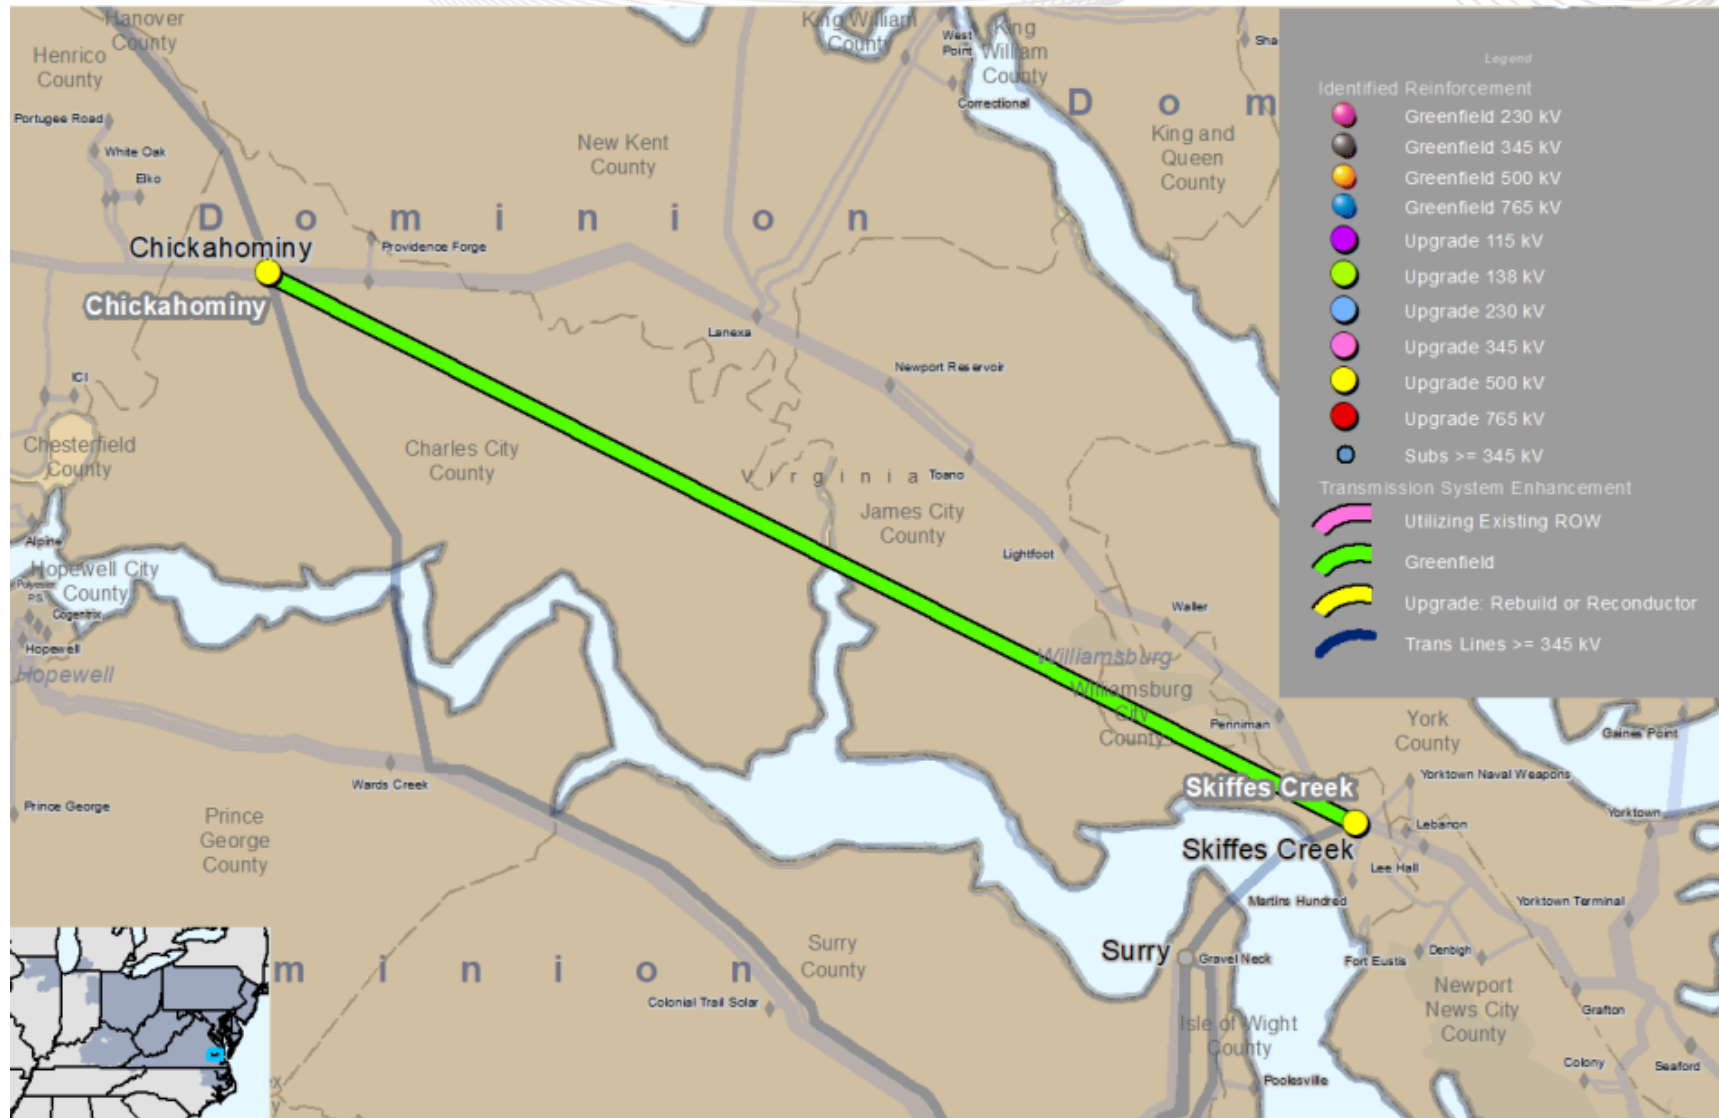 Hanover
County
King William
County
West
Point
King
William
County
Sha
Henrico
County
Correctional
D o m
Portugee Road
White Oak
Elko
New Kent
County
King and
Queen
County
D o m i n i o n
Chickahominy
Providence Forge
Chickahominy
Lanexa
Newport Reservoir
ICI
Chesterfield
County
Charles City
County
Virginia
Toano
James City
County
Alpine
Lightfoot
Hopewell City
County
Polyester
P.S.
Cogentrix
Hopewell
Hopewell
Waller
Williamsburg
Williamsburg
City
County
Penniman
York
County
Gaines Point
Wards Creek
Skiffes Creek
Yorktown Naval Weapons
Prince George
Prince
George
County
Yorktown
Lebanon
Skiffes Creek
Lee Hall
Martins Hundred
Yorktown Terminal
Surry
Gravel Neck
Surry
County
Fort Eustis
Denbigh
m i n i o n
Colonial Trail Solar
Newport
News City
County
Grafton
Isle of Wight
County
Colony
Seaford
Poolesville
Legend
Identified Reinforcement
Greenfield 230 kV
Greenfield 345 kV
Greenfield 500 kV
Greenfield 765 kV
Upgrade 115 kV
Upgrade 138 kV
Upgrade 230 kV
Upgrade 345 kV
Upgrade 500 kV
Upgrade 765 kV
Subs >= 345 kV
Transmission System Enhancement
Utilizing Existing ROW
Greenfield
Upgrade: Rebuild or Reconductor
Trans Lines >= 345 kV